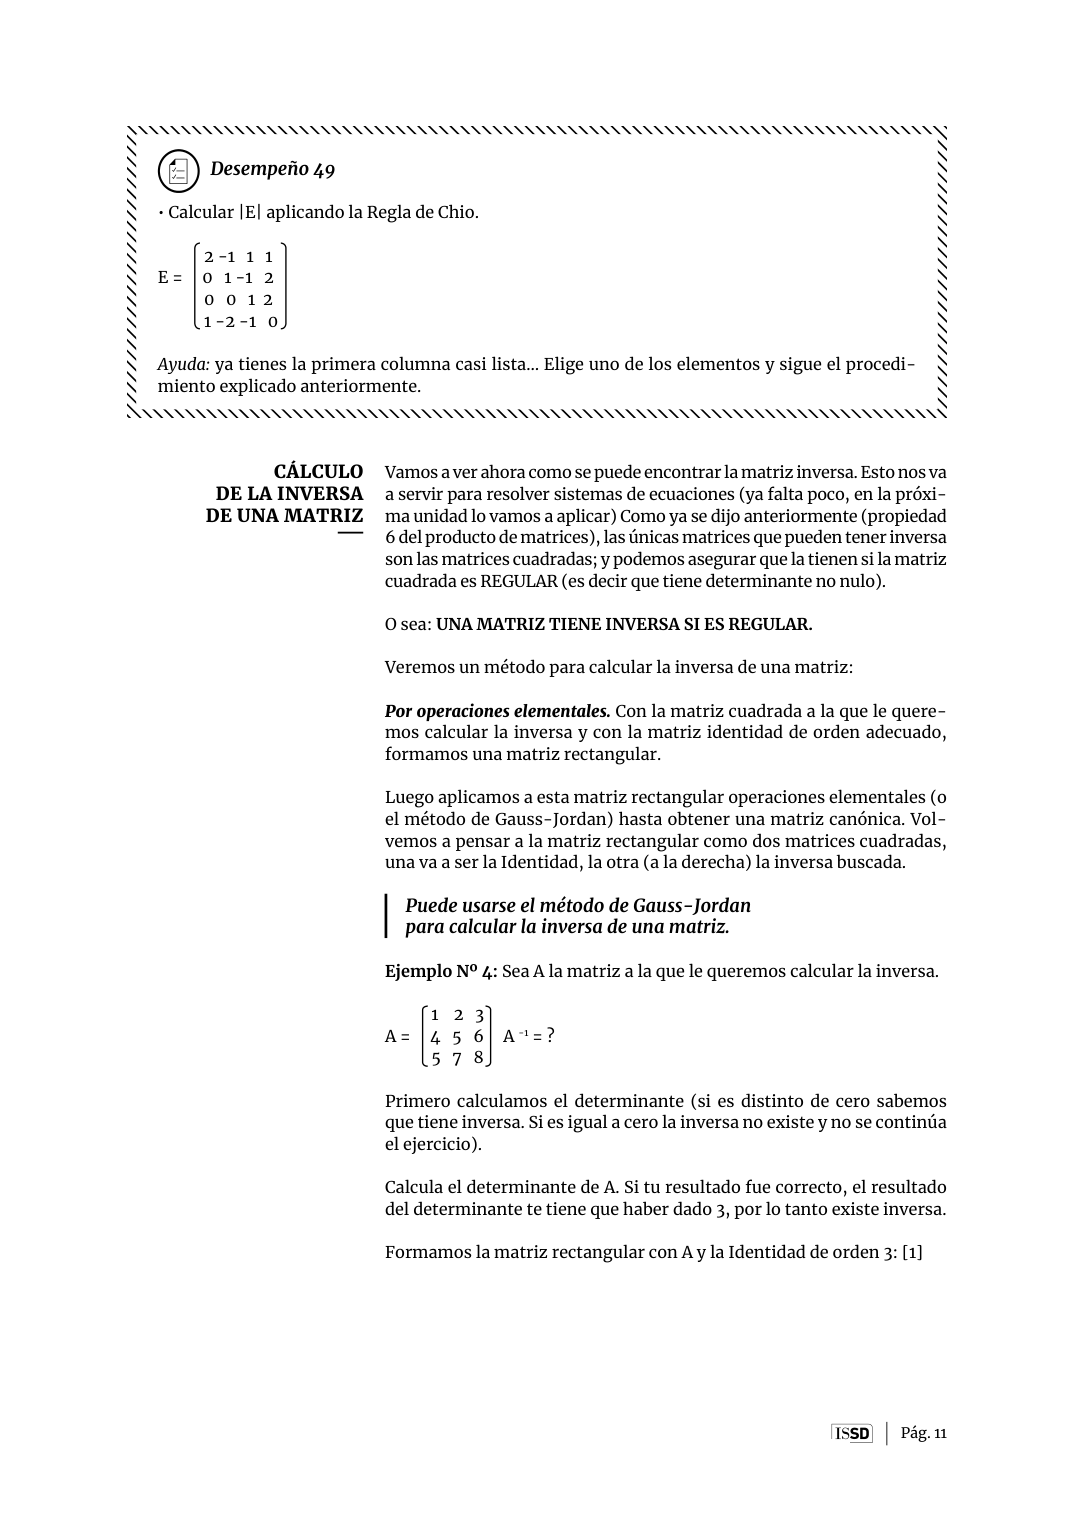 Desempeño 49
· Calcular |E| aplicando la Regla de Chio.
2 -1 1 1
E = 0 1 -1 2
0 0 1 2
1 -2 -1 0
Ayuda: ya tienes la primera columna casi lista... Elige uno de los elementos y sigue el procedi-
miento explicado anteriormente.
CÁLCULO
DE LA INVERSA
DE UNA MATRIZ
Vamos a ver ahora como se puede encontrar la matriz inversa. Esto nos va
a servir para resolver sistemas de ecuaciones (ya falta poco, en la próxi-
ma unidad lo vamos a aplicar) Como ya se dijo anteriormente (propiedad
6 del producto de matrices), las únicas matrices que pueden tener inversa
son las matrices cuadradas; y podemos asegurar que la tienen si la matriz
cuadrada es REGULAR (es decir que tiene determinante no nulo).
O sea: UNA MATRIZ TIENE INVERSA SI ES REGULAR.
Veremos un método para calcular la inversa de una matriz:
Por operaciones elementales. Con la matriz cuadrada a la que le quere-
mos calcular la inversa y con la matriz identidad de orden adecuado,
formamos una matriz rectangular.
Luego aplicamos a esta matriz rectangular operaciones elementales (o
el método de Gauss-Jordan) hasta obtener una matriz canónica. Vol-
vemos a pensar a la matriz rectangular como dos matrices cuadradas,
una va a ser la Identidad, la otra (a la derecha) la inversa buscada.
Puede usarse el método de Gauss-Jordan
para calcular la inversa de una matriz.
Ejemplo Nº 4: Sea A la matriz a la que le queremos calcular la inversa.
1 2 3
A = 4 5 6 A ⁻¹ = ?
5 7 8
Primero calculamos el determinante (si es distinto de cero sabemos
que tiene inversa. Si es igual a cero la inversa no existe y no se continúa
el ejercicio).
Calcula el determinante de A. Si tu resultado fue correcto, el resultado
del determinante te tiene que haber dado 3, por lo tanto existe inversa.
Formamos la matriz rectangular con A y la Identidad de orden 3: [1]
ISSD Pág. 11